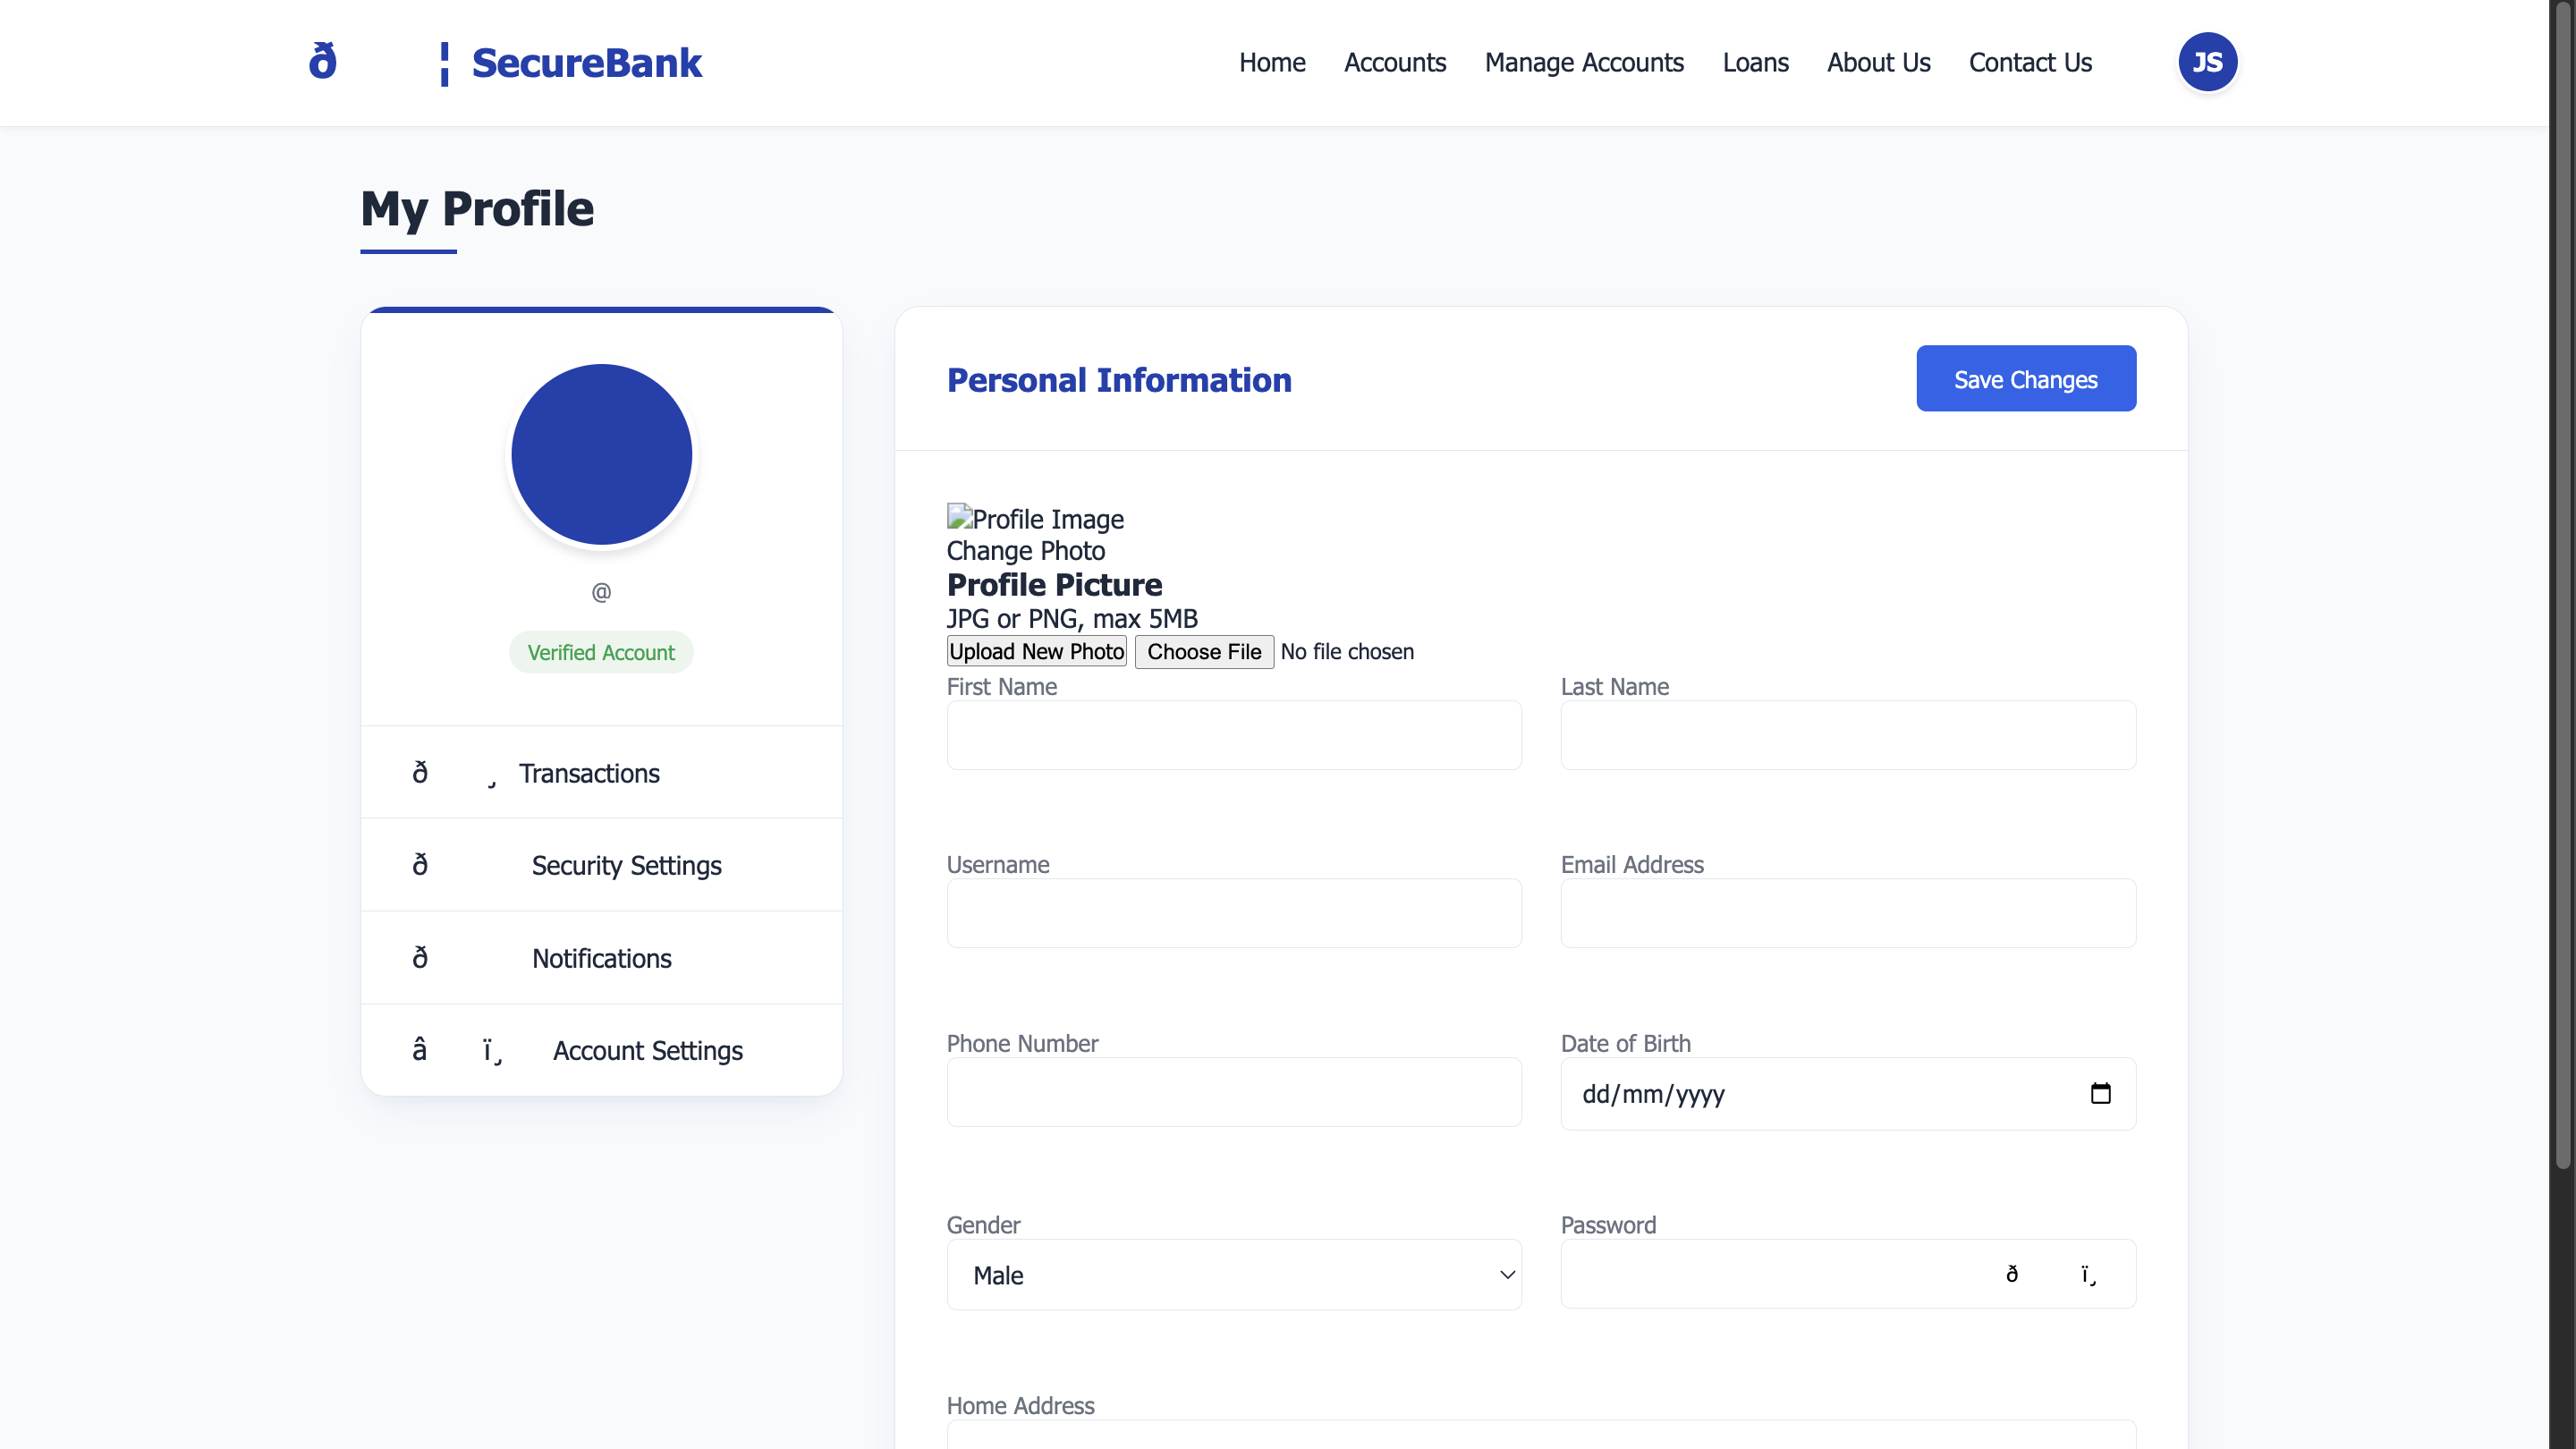 ð ¦ SecureBank Home Accounts Manage Accounts Loans About Us Contact Us JS
My Profile
@
Verified Account
ð ¸ Transactions
ð Security Settings
ð Notifications
â ï¸ Account Settings
Personal Information Save Changes
Profile Image
Change Photo
Profile Picture
JPG or PNG, max 5MB
Upload New Photo Choose File No file chosen
First Name Last Name
Username Email Address
Phone Number Date of Birth
dd/mm/yyyy
Gender Password
Male ð ï¸
Home Address